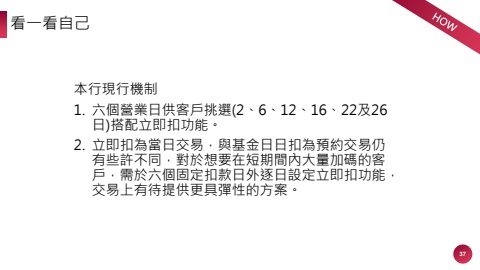 看一看自己
HOW
本行現行機制
1. 六個營業日供客戶挑選(2、6、12、16、22及26
日)搭配立即扣功能。
2. 立即扣為當日交易，與基金日日扣為預約交易仍
有些許不同，對於想要在短期間內大量加碼的客
戶，需於六個固定扣款日外逐日設定立即扣功能，
交易上有待提供更具彈性的方案。
37